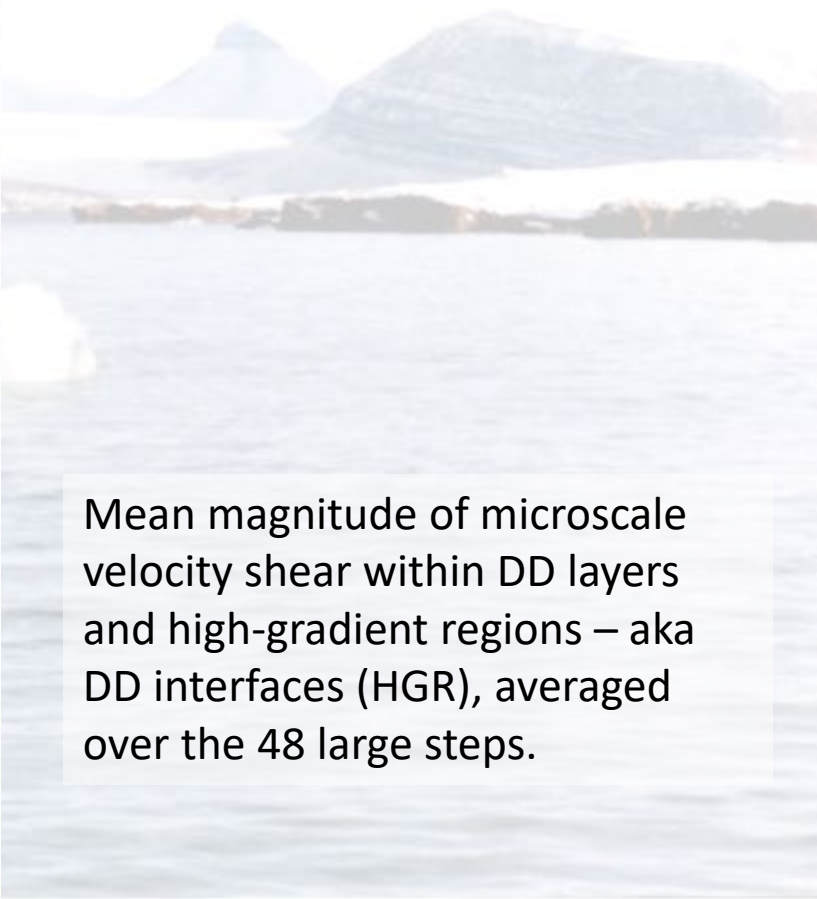 Mean magnitude of microscale
velocity shear within DD layers
and high-gradient regions – aka
DD interfaces (HGR), averaged
over the 48 large steps.